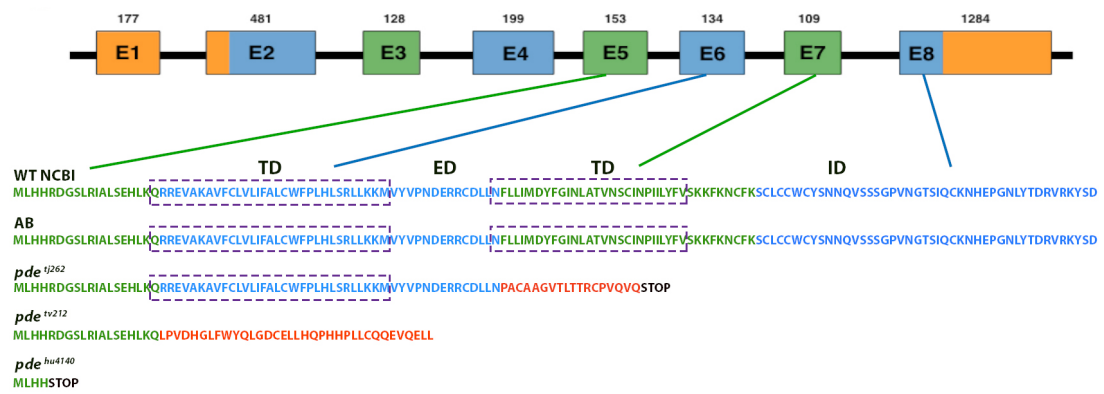 177 481 128 199 153 134 109 1284
E1 E2 E3 E4 E5 E6 E7 E8
TD ED TD ID
WT NCBI
MLHHRDGSLRIALSEHLKQRREVAKAVFCLVLIFALCWFPLHLSRLLKKMVYVPNDERRCDLLNFLLIMDYFGINLATVNSCINPIILYFVSKKFKNCFKSCLCCWCYSNNQVSSSGPVNGTSIQCKNHEPGNLYTDRVRKYSD
AB
MLHHRDGSLRIALSEHLKQRREVAKAVFCLVLIFALCWFPLHLSRLLKKMVYVPNDERRCDLLNFLLIMDYFGINLATVNSCINPIILYFVSKKFKNCFKSCLCCWCYSNNQVSSSGPVNGTSIQCKNHEPGNLYTDRVRKYSD
pde tj262
MLHHRDGSLRIALSEHLKQRREVAKAVFCLVLIFALCWFPLHLSRLLKKMVYVPNDERRCDLLNPACAAGVTLTTRCPVQVQSTOP
pde tv212
MLHHRDGSLRIALSEHLKQLPVDHGLFWYQLGDCELLHQPHHPLLCQQEVQELL
pde hu4140
MLHHSTOP